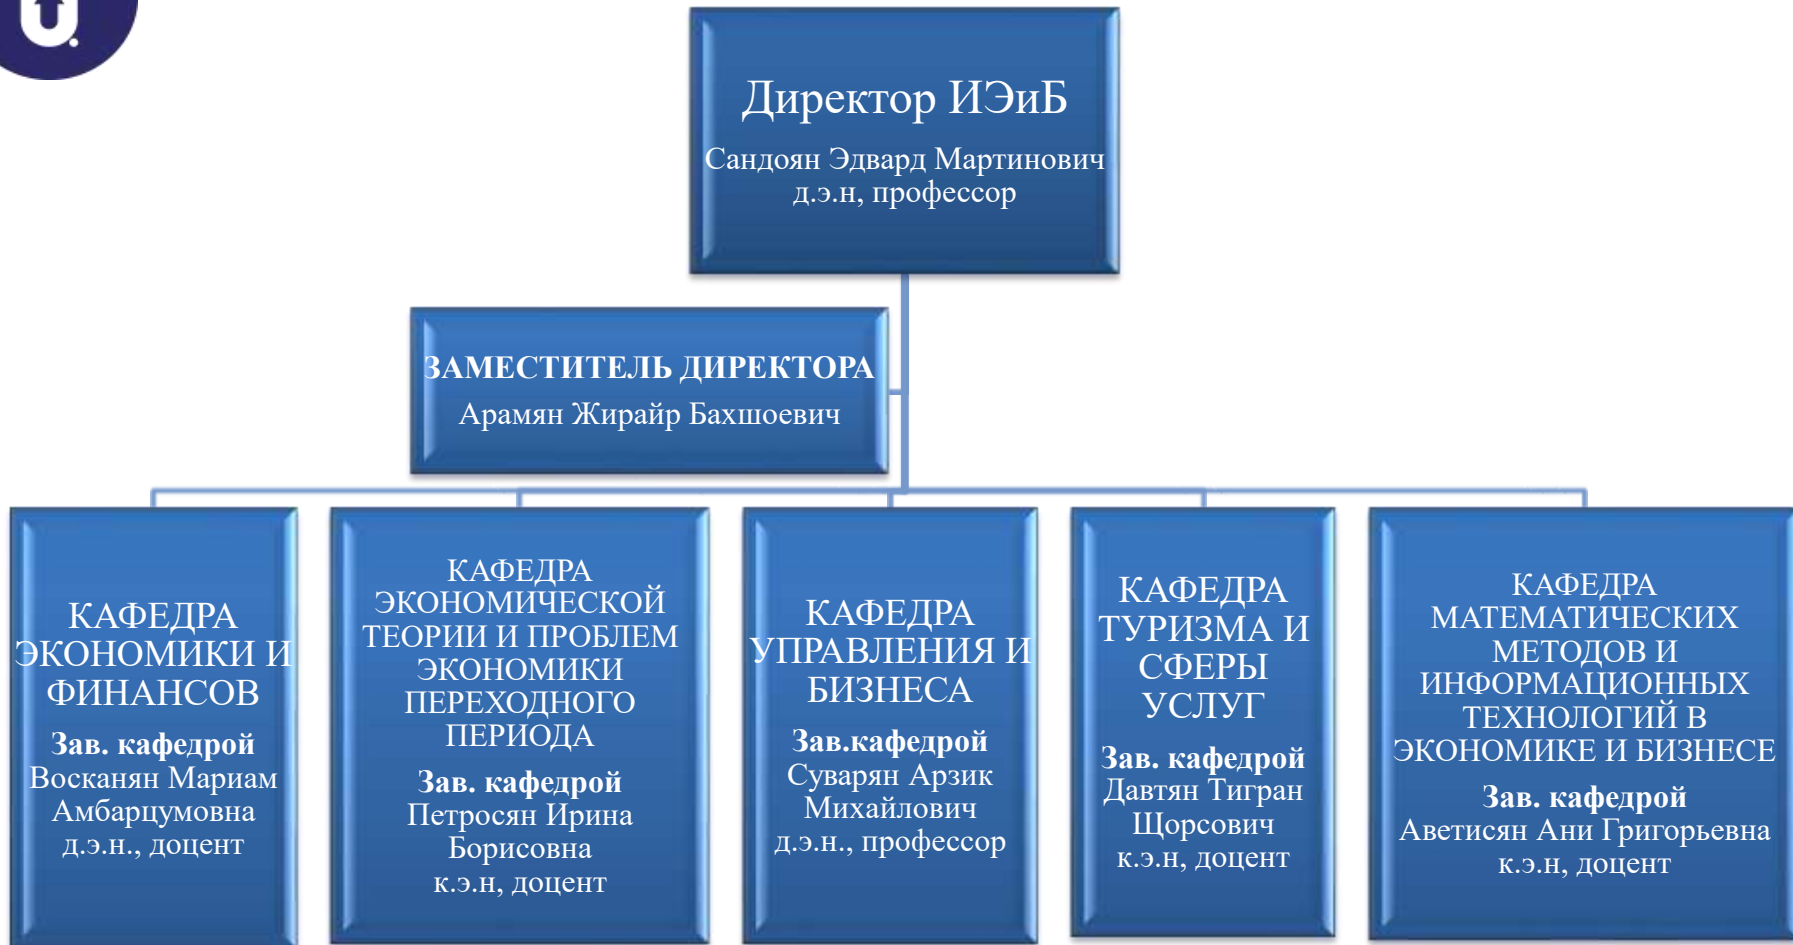 Директор ИЭиБ
Сандоян Эдвард Мартинович
д.э.н, профессор
ЗАМЕСТИТЕЛЬ ДИРЕКТОРА
Арамян Жирайр Бахшоевич
КАФЕДРА
ЭКОНОМИКИ И
ФИНАНСОВ
Зав. кафедрой
Восканян Мариам
Амбарцумовна
д.э.н., доцент
КАФЕДРА
ЭКОНОМИЧЕСКОЙ
ТЕОРИИ И ПРОБЛЕМ
ЭКОНОМИКИ
ПЕРЕХОДНОГО
ПЕРИОДА
Зав. кафедрой
Петросян Ирина
Борисовна
к.э.н, доцент
КАФЕДРА
УПРАВЛЕНИЯ И
БИЗНЕСА
Зав.кафедрой
Суварян Арзик
Михайлович
д.э.н., профессор
КАФЕДРА
ТУРИЗМА И
СФЕРЫ
УСЛУГ
Зав. кафедрой
Давтян Тигран
Щорсович
к.э.н, доцент
КАФЕДРА
МАТЕМАТИЧЕСКИХ
МЕТОДОВ И
ИНФОРМАЦИОННЫХ
ТЕХНОЛОГИЙ В
ЭКОНОМИКЕ И БИЗНЕСЕ
Зав. кафедрой
Аветисян Ани Григорьевна
к.э.н, доцент